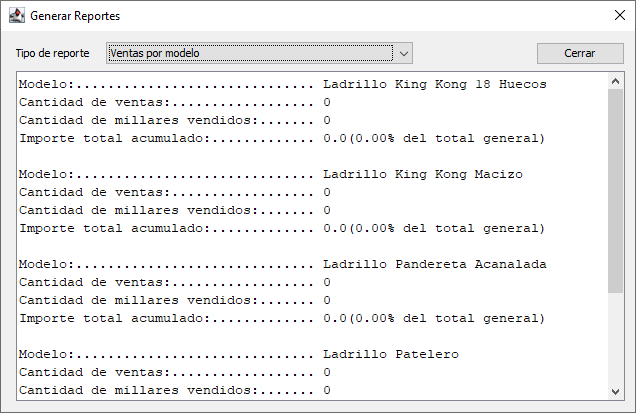 Generar Reportes
Tipo de reporte Ventas por modelo Cerrar
Modelo:.............................. Ladrillo King Kong 18 Huecos
Cantidad de ventas:.................. 0
Cantidad de millares vendidos:....... 0
Importe total acumulado:............. 0.0(0.00% del total general)
Modelo:.............................. Ladrillo King Kong Macizo
Cantidad de ventas:.................. 0
Cantidad de millares vendidos:....... 0
Importe total acumulado:............. 0.0(0.00% del total general)
Modelo:.............................. Ladrillo Pandereta Acanalada
Cantidad de ventas:.................. 0
Cantidad de millares vendidos:....... 0
Importe total acumulado:............. 0.0(0.00% del total general)
Modelo:.............................. Ladrillo Patelero
Cantidad de ventas:.................. 0
Cantidad de millares vendidos:....... 0